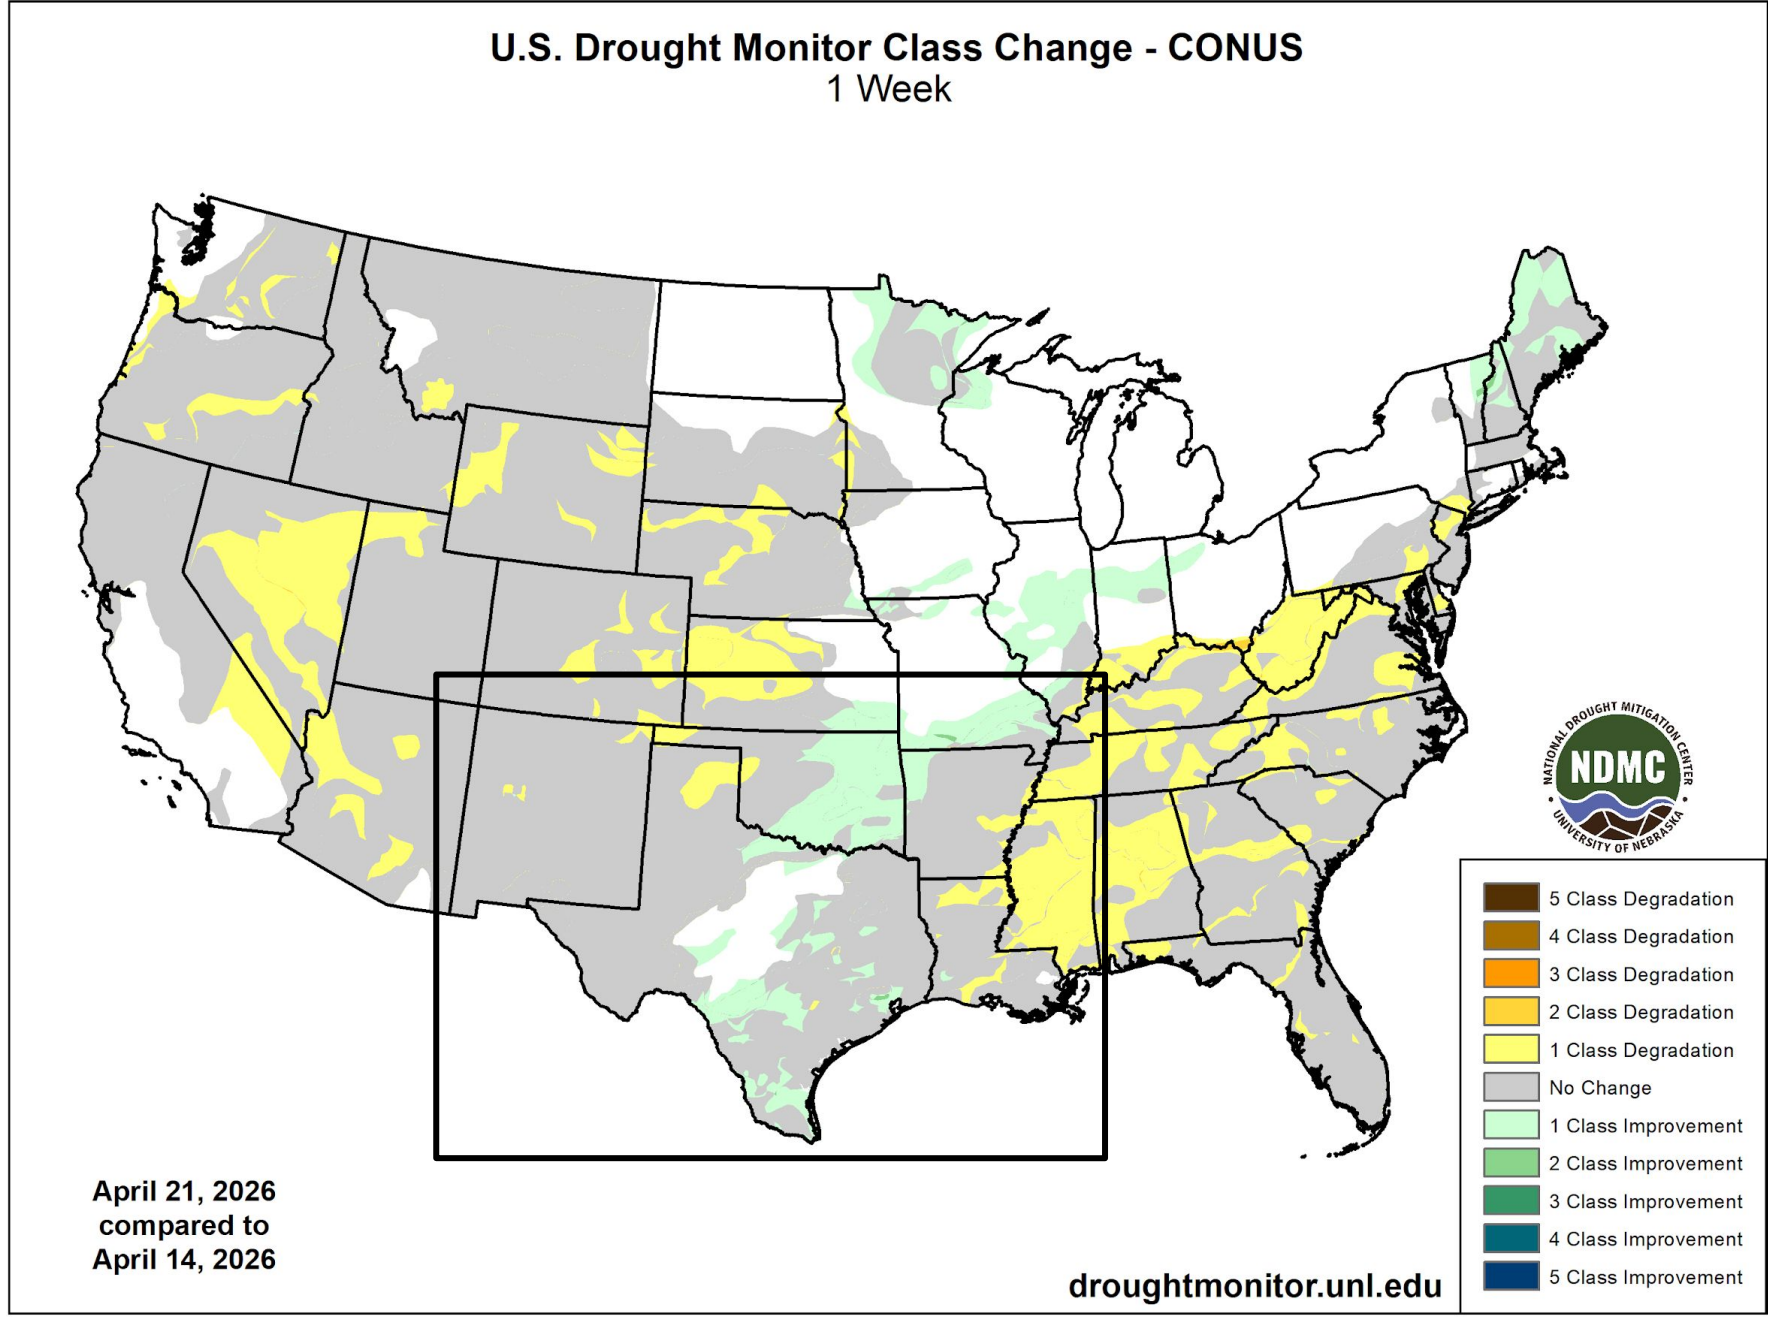 U.S. Drought Monitor Class Change - CONUS
1 Week
NATIONAL DROUGHT MITIGATION CENTER
NDMC
UNIVERSITY OF NEBRASKA
5 Class Degradation
4 Class Degradation
3 Class Degradation
2 Class Degradation
1 Class Degradation
No Change
1 Class Improvement
2 Class Improvement
3 Class Improvement
4 Class Improvement
5 Class Improvement
April 21, 2026
compared to
April 14, 2026
droughtmonitor.unl.edu